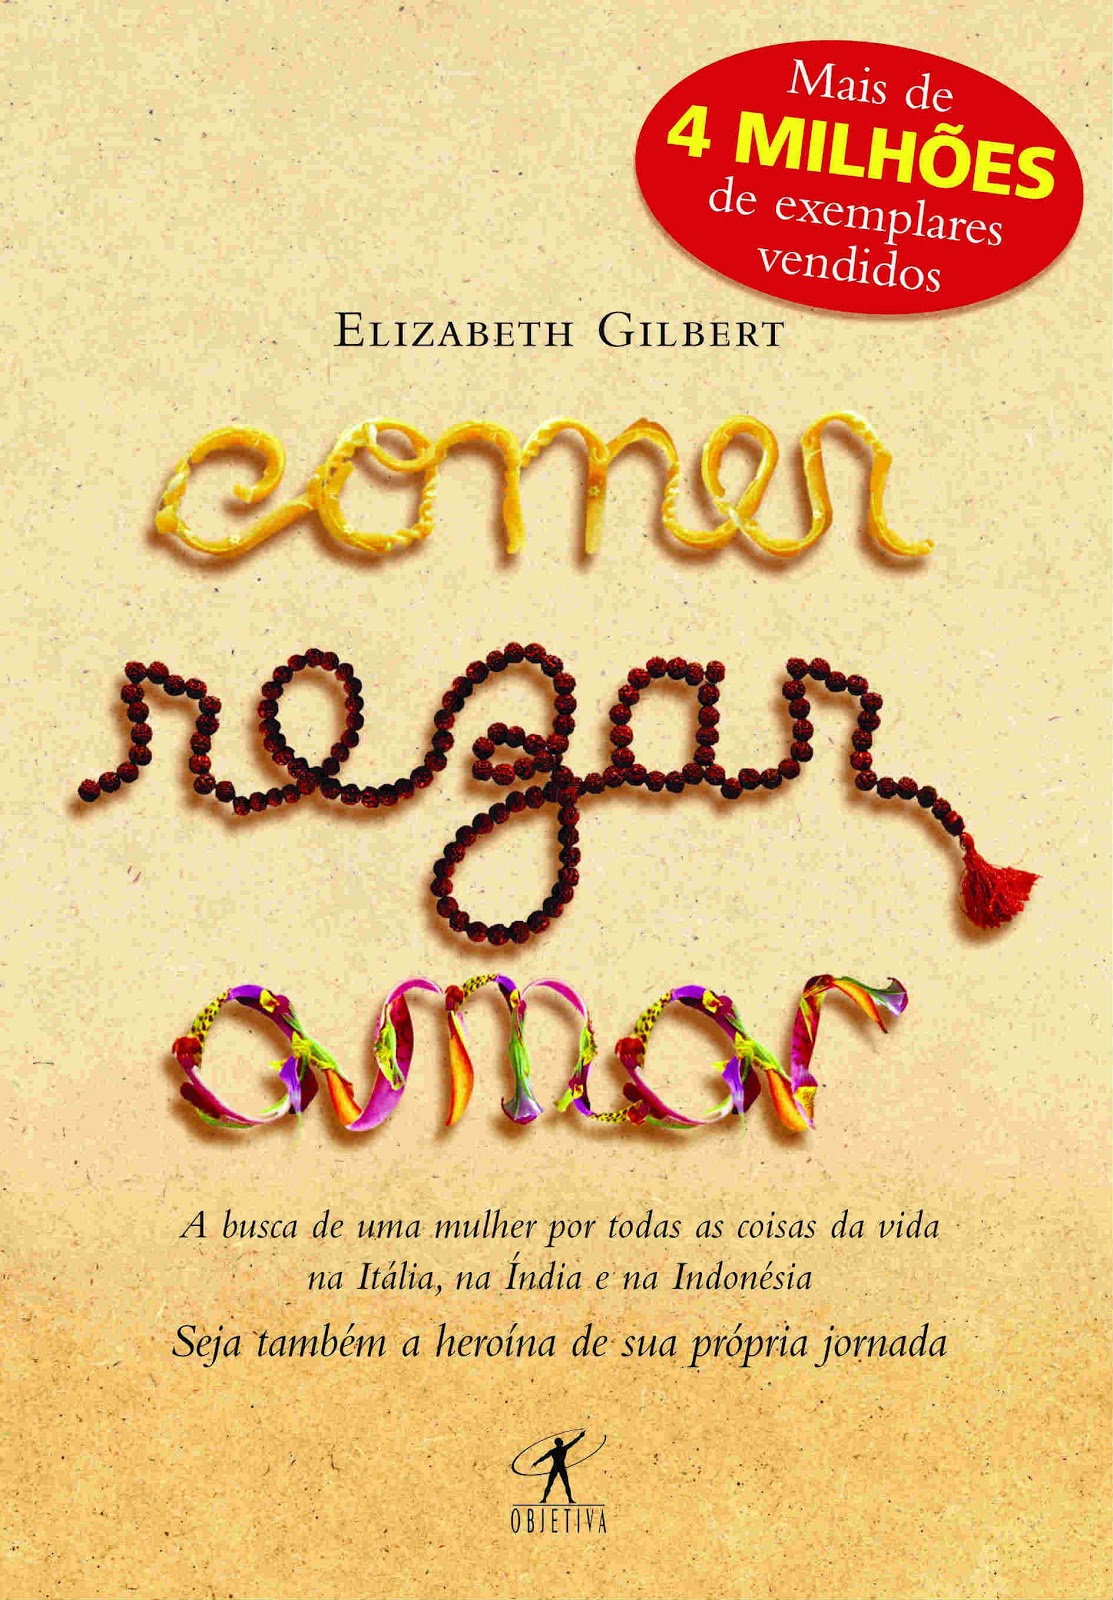 Mais de
4 MILHÕES
de exemplares
vendidos
ELIZABETH GILBERT
comer
rezar
amar
A busca de uma mulher por todas as coisas da vida
na Itália, na Índia e na Indonésia
Seja também a heroína de sua própria jornada
OBJETIVA